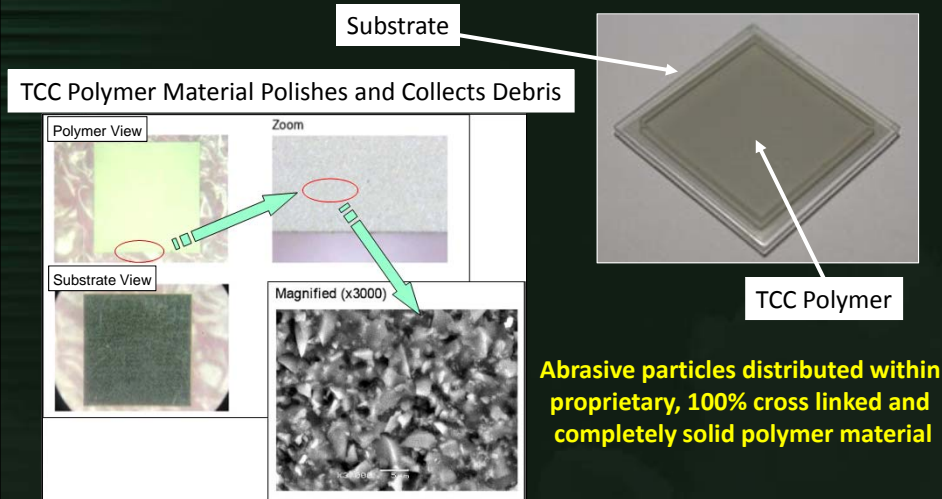 Substrate
TCC Polymer Material Polishes and Collects Debris
Polymer View
Zoom
Substrate View
Magnified (x3000)
TCC Polymer
Abrasive particles distributed within
proprietary, 100% cross linked and
completely solid polymer material